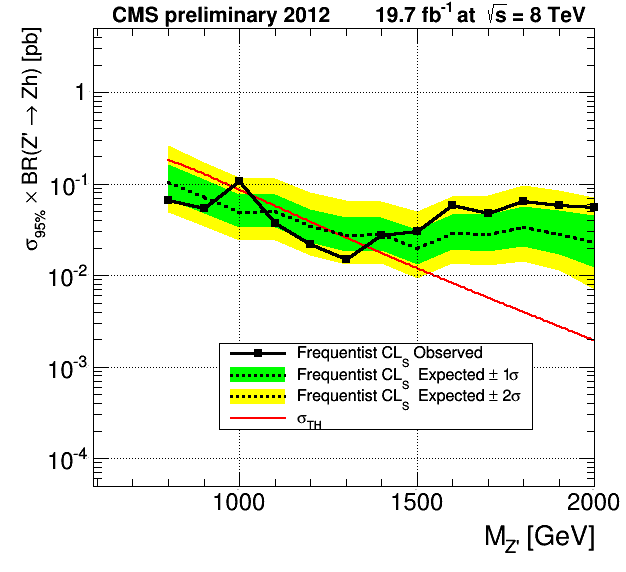 CMS preliminary 2012 19.7 fb⁻¹ at √s = 8 TeV
σ95% × BR(Z' → Zh) [pb]
1
10⁻¹
10⁻²
10⁻³
10⁻⁴
Frequentist CLS Observed
Frequentist CLS Expected ± 1σ
Frequentist CLS Expected ± 2σ
σTH
1000 1500 2000
MZ' [GeV]